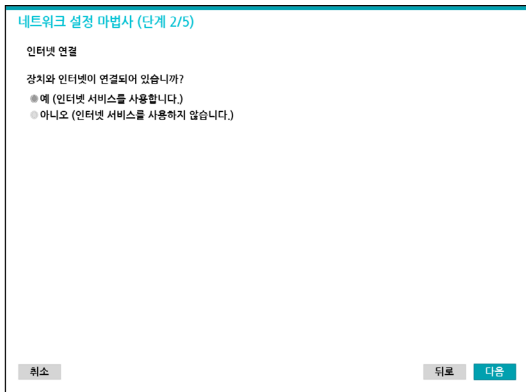 네트워크 설정 마법사 (단계 2/5)
인터넷 연결
장치와 인터넷이 연결되어 있습니까?
예 (인터넷 서비스를 사용합니다.)
아니오 (인터넷 서비스를 사용하지 않습니다.)
취소 뒤로 다음